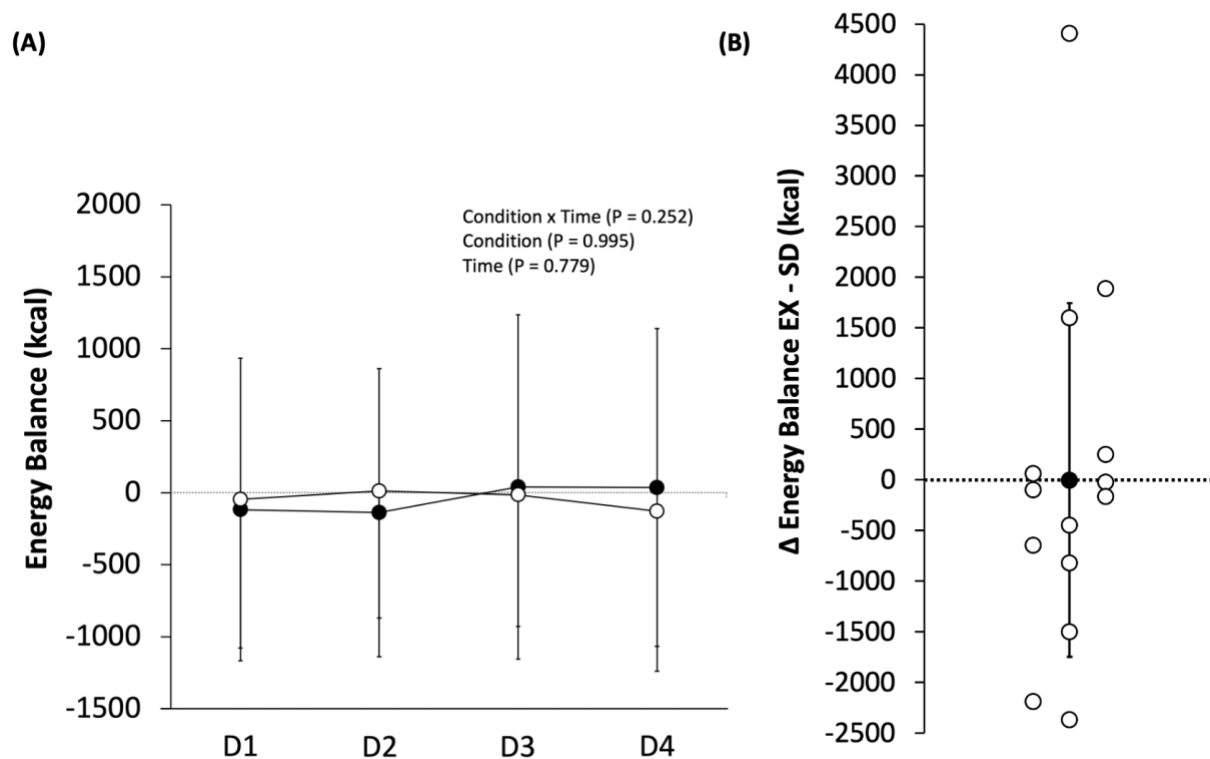 (A)
Energy Balance (kcal)
2000
1500
1000
500
0
-500
-1000
-1500
Condition x Time (P = 0.252)
Condition (P = 0.995)
Time (P = 0.779)
D1 D2 D3 D4
(B)
Δ Energy Balance EX - SD (kcal)
4500
4000
3500
3000
2500
2000
1500
1000
500
0
-500
-1000
-1500
-2000
-2500